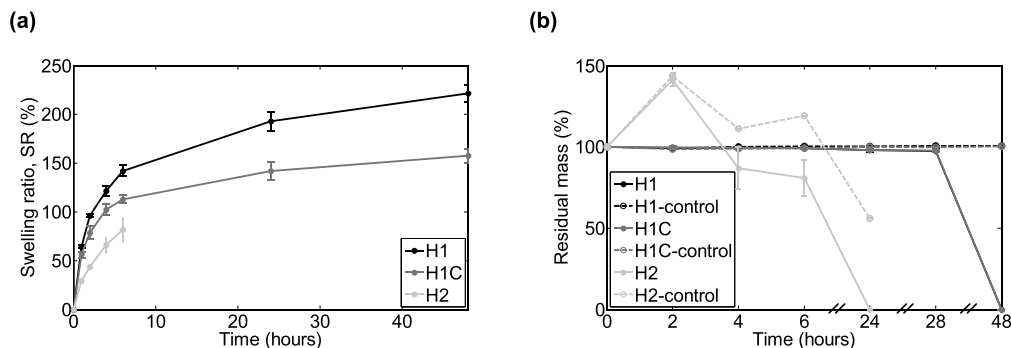 (a)
Swelling ratio, SR (%)
250
200
150
100
50
0
0
10
20
30
40
Time (hours)
H1
H1C
H2
(b)
Residual mass (%)
150
100
50
0
0
2
4
6
24
28
48
Time (hours)
H1
H1-control
H1C
H1C-control
H2
H2-control